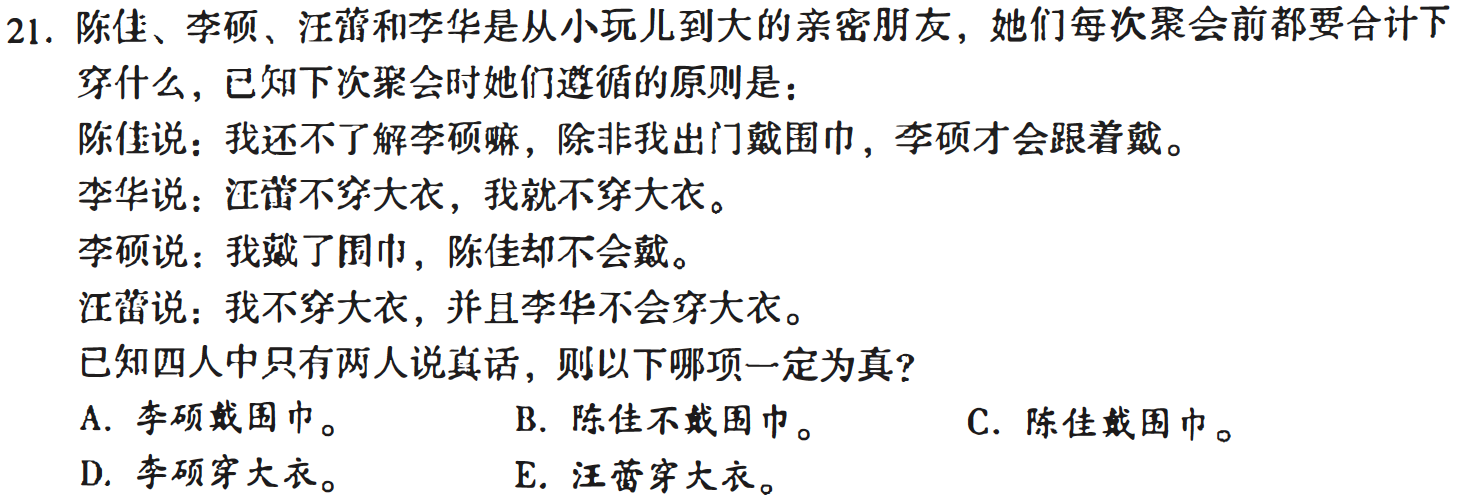 21. 陈佳、李硕、汪蕾和李华是从小玩儿到大的亲密朋友，她们每次聚会前都要合计下
穿什么，已知下次聚会时她们遵循的原则是：
陈佳说：我还不了解李硕嘛，除非我出门戴围巾，李硕才会跟着戴。
李华说：汪蕾不穿大衣，我就不穿大衣。
李硕说：我戴了围巾，陈佳却不会戴。
汪蕾说：我不穿大衣，并且李华不会穿大衣。
已知四人中只有两人说真话，则以下哪项一定为真？
A. 李硕戴围巾。 B. 陈佳不戴围巾。 C. 陈佳戴围巾。
D. 李硕穿大衣。 E. 汪蕾穿大衣。